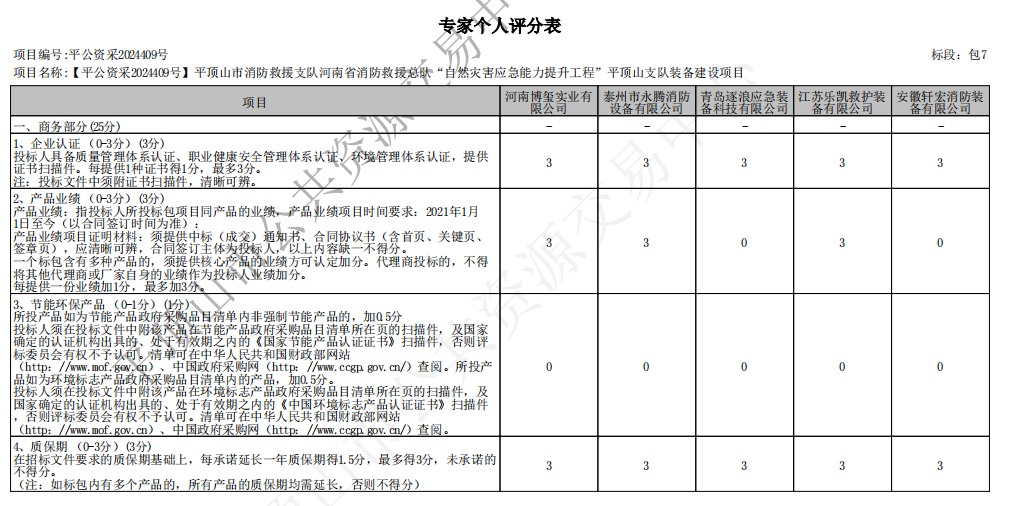 专家个人评分表
项目编号:平公资采2024409号 标段: 包7
项目名称:【平公资采2024409号】平顶山市消防救援支队河南省消防救援总队“自然灾害应急能力提升工程”平顶山支队装备建设项目
项目 河南博玺实业有限公司 泰州市永腾消防设备有限公司 青岛逐浪应急装备科技有限公司 江苏乐凯救护装备有限公司 安徽轩宏消防装备有限公司
一、商务部分(25分) - - - - -
1、企业认证 (0-3分)(3分)
投标人具备质量管理体系认证、职业健康安全管理体系认证、环境管理体系认证，提供
证书扫描件。每提供1种证书得1分，最多3分。
注: 投标文件中须附证书扫描件，清晰可辨。
3 3 3 3 3
2、产品业绩 (0-3分)(3分)
产品业绩: 指投标人所投标包项目同产品的业绩，产品业绩项目时间要求: 2021年1月
1日至今（以合同签订时间为准）;
产品业绩项目证明材料: 须提供中标（成交）通知书、合同协议书（含首页、关键页、
签章页），应清晰可辨，合同签订主体为投标人，以上内容缺一不得分。
一个标包含有多种产品的，须提供核心产品的业绩方可认定加分。代理商投标的，不得
将其他代理商或厂家自身的业绩作为投标人业绩加分。
每提供一份业绩加1分，最多加3分。
3 3 0 3 0
3、节能环保产品 (0-1分)(1分)
所投产品如为节能产品政府采购品目清单内非强制节能产品的，加0.5分
投标人须在投标文件中附该产品在节能产品政府采购品目清单所在页的扫描件，及国家
确定的认证机构出具的、处于有效期之内的《国家节能产品认证证书》扫描件，否则评
标委员会有权不予认可。清单可在中华人民共和国财政部网站
（http: //www.mof.gov.cn）、中国政府采购网（http: //www.ccgp.gov.cn/）查阅。所投产
品如为环境标志产品政府采购品目清单内的产品，加0.5分。
投标人须在投标文件中附该产品在环境标志产品政府采购品目清单所在页的扫描件，及
国家确定的认证机构出具的、处于有效期之内的《中国环境标志产品认证证书》扫描件
，否则评标委员会有权不予认可。清单可在中华人民共和国财政部网站
（http: //www.mof.gov.cn）、中国政府采购网（http: //www.ccgp.gov.cn/）查阅。
0 0 0 0 0
4、质保期 (0-3分)(3分)
在招标文件要求的质保期基础上，每承诺延长一年质保期得1.5分，最多得3分，未承诺的
不得分。
（注: 如标包内有多个产品的，所有产品的质保期均需延长，否则不得分）
3 3 3 3 3